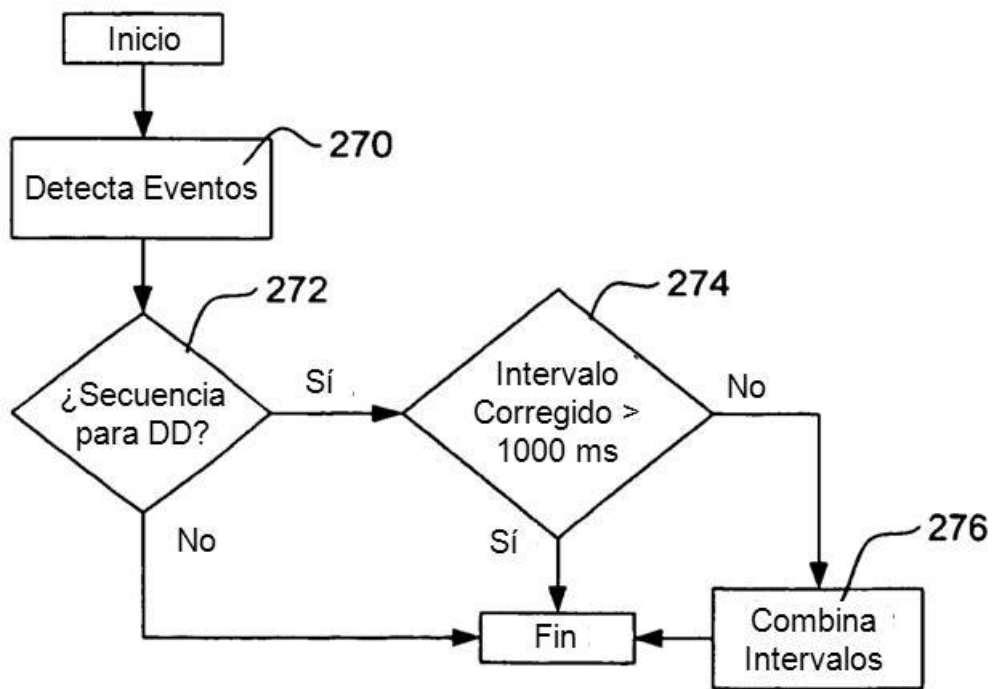 Inicio
270
Detecta Eventos
272
¿Secuencia
para DD?
Sí
No
274
Intervalo
Corregido >
1000 ms
No
Sí
276
Combina
Intervalos
Fin